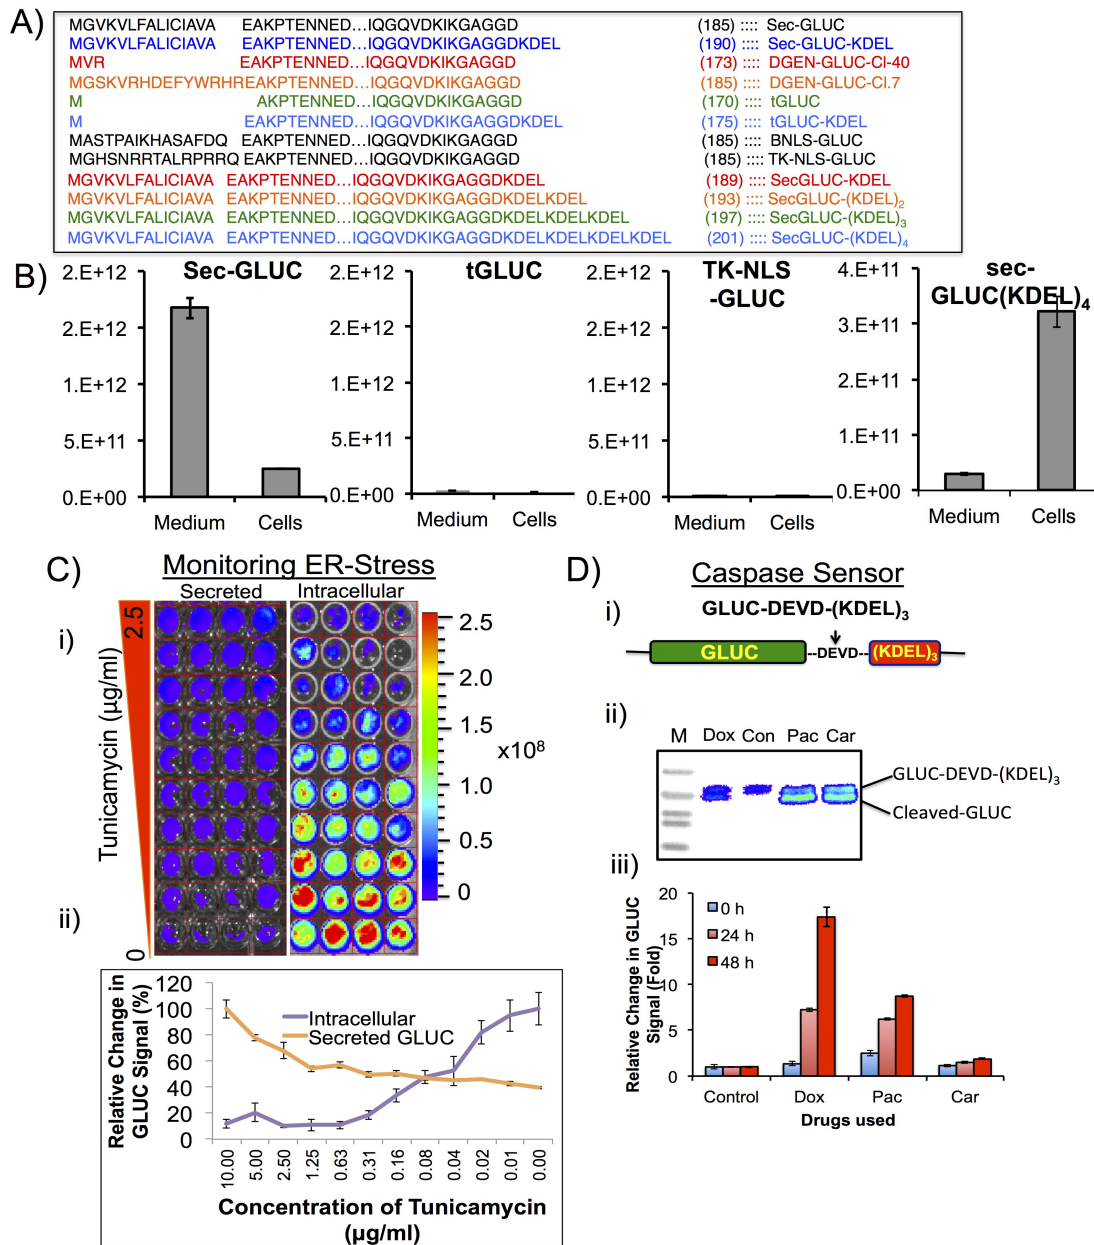 A)
MGVKVLFALICIAVA EAKPTENNED...IQGQVDKIKGAGGD (185) :::: Sec-GLUC
MGVKVLFALICIAVA EAKPTENNED...IQGQVDKIKGAGGDKDEL (190) :::: Sec-GLUC-KDEL
MVR EAKPTENNED...IQGQVDKIKGAGGD (173) :::: DGEN-GLUC-Cl-40
MGSKVRHDEFYWRHREAKPTENNED...IQGQVDKIKGAGGD (185) :::: DGEN-GLUC-Cl.7
M AKPTENNED...IQGQVDKIKGAGGD (170) :::: tGLUC
M EAKPTENNED...IQGQVDKIKGAGGDKDEL (175) :::: tGLUC-KDEL
MASTPAIKHASAFDQ EAKPTENNED...IQGQVDKIKGAGGD (185) :::: BNLS-GLUC
MGHSNRRTALRPRRQ EAKPTENNED...IQGQVDKIKGAGGD (185) :::: TK-NLS-GLUC
MGVKVLFALICIAVA EAKPTENNED...IQGQVDKIKGAGGDKDEL (189) :::: SecGLUC-KDEL
MGVKVLFALICIAVA EAKPTENNED...IQGQVDKIKGAGGDKDELKDEL (193) :::: SecGLUC-(KDEL)2
MGVKVLFALICIAVA EAKPTENNED...IQGQVDKIKGAGGDKDELKDELKDEL (197) :::: SecGLUC-(KDEL)3
MGVKVLFALICIAVA EAKPTENNED...IQGQVDKIKGAGGDKDELKDELKDELKDEL (201) :::: SecGLUC-(KDEL)4
B)
Sec-GLUC
2.E+12
2.E+12
1.E+12
5.E+11
0.E+00
Medium Cells
tGLUC
2.E+12
2.E+12
1.E+12
5.E+11
0.E+00
Medium Cells
TK-NLS
-GLUC
2.E+12
2.E+12
1.E+12
5.E+11
0.E+00
Medium Cells
sec-
GLUC(KDEL)4
4.E+11
3.E+11
2.E+11
1.E+11
0.E+00
Medium Cells
C)
Monitoring ER-Stress
Secreted Intracellular
i)
2.5
Tunicamycin (µg/ml)
0
2.5
2.0
1.5
1.0
0.5
0
x10⁸
ii)
120
100
80
60
40
20
0
Relative Change in
GLUC Signal (%)
Intracellular
Secreted GLUC
10.00 5.00 2.50 1.25 0.63 0.31 0.16 0.08 0.04 0.02 0.01 0.00
Concentration of Tunicamycin
(µg/ml)
D)
Caspase Sensor
i)
GLUC-DEVD-(KDEL)3
GLUC --DEVD-- (KDEL)3
ii)
M Dox Con Pac Car
GLUC-DEVD-(KDEL)3
Cleaved-GLUC
iii)
20
15
10
5
0
Relative Change in GLUC
Signal (Fold)
0 h
24 h
48 h
Control Dox Pac Car
Drugs used